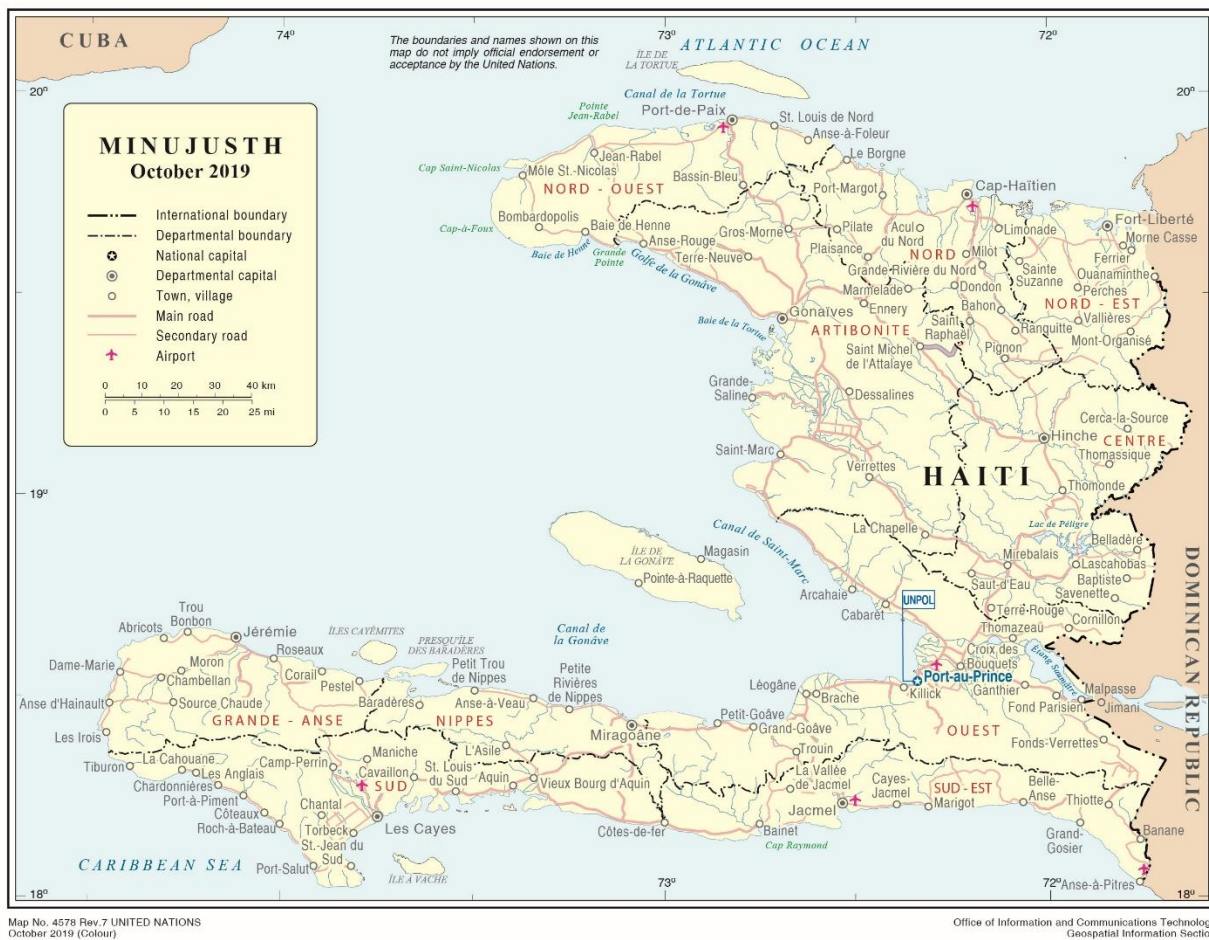 CUBA
74°
73°
72°
The boundaries and names shown on this
map do not imply official endorsement or
acceptance by the United Nations.
ATLANTIC OCEAN
ÎLE DE
LA TORTUE
20°
20°
Canal de la Tortue
MINUJUSTH
October 2019
International boundary
Departmental boundary
National capital
Departmental capital
Town, village
Main road
Secondary road
Airport
0 10 20 30 40 km
0 5 10 15 20 25 mi
Pointe
Jean-Rabel
Port-de-Paix
St. Louis de Nord
Anse-à-Foleur
Le Borgne
Jean-Rabel
Cap Saint-Nicolas
Môle St.-Nicolas
NORD - OUEST
Bassin-Bleu
Port-Margot
Cap-Haïtien
Fort-Liberté
Bombardopolis
Baie de Henne
Cap-à-Foux
Baie de Henne
Grande
Pointe
Anse-Rouge
Terre-Neuve
Golfe de la Gonâve
Gros-Morne
Pilate
Plaisance
Acul
du Nord
Limonade
Morne Casse
Ferrier
NORD
Milot
Grande Rivière du Nord
Sainte
Suzanne
Ouanaminthe
Perches
NORD - EST
Marmelade
Dondon
Ennery
Bahon
Vallières
Gonaïves
Baie de la Tortue
ARTIBONITE
Saint
Raphaël
Ranquitte
Mont-Organisé
Saint Michel
de l'Attalaye
Pignon
Grande-
Saline
Dessalines
Cerca-la-Source
Hinche
CENTRE
Saint-Marc
Thomassique
Verrettes
HAITI
Thomonde
19°
19°
Canal de Saint-Marc
La Chapelle
Lac de Péligre
Belladère
ÎLE DE
LA GONÂVE
Magasin
Pointe-à-Raquette
Mirebalais
Lascahobas
Saut-d'Eau
Baptiste
Savenette
Arcahaie
Cabaret
UNPOL
Terre-Rouge
Cornillon
Thomazeau
DOMINICAN REPUBLIC
Trou
Bonbon
Abricots
Jérémie
ÎLES CAYÉMITES
PRESQU'ÎLE
DES BARADÈRES
Canal de
la Gonâve
Croix des
Bouquets
Étang Saumâtre
Roseaux
Dame-Marie
Moron
Chambellan
Corail
Pestel
Petit Trou
de Nippes
Petite
Rivières
de Nippes
Port-au-Prince
Léogâne
Brache
Killick
Ganthier
Malpasse
Jimani
Fond Parisien
Anse d'Hainault
Source Chaude
Baradères
Anse-à-Veau
GRANDE - ANSE
NIPPES
Petit-Goâve
Grand-Goâve
Miragoâne
OUEST
Les Irois
Fonds-Verrettes
L'Asile
Trouin
Tiburon
La Cahouane
Les Anglais
Camp-Perrin
Maniche
Cavaillon
St. Louis
du Sud
Aquin
Vieux Bourg d'Aquin
La Vallée
de Jacmel
Cayes-
Jacmel
SUD - EST
Belle-
Anse
Chardonnières
Port-à-Piment
SUD
Thiotte
Côteaux
Roch-à-Bateau
Chantal
Torbeck
Les Cayes
Jacmel
Marigot
Grand-
Gosier
Banane
St.-Jean du
Sud
Côtes-de-fer
Bainet
Cap Raymond
CARIBBEAN SEA
Port-Salut
ÎLE A VACHE
Anse-à-Pitres
18°
73°
72°
18°
Map No. 4578 Rev.7 UNITED NATIONS
October 2019 (Colour)
Office of Information and Communications Technolog
Geospatial Information Sectio